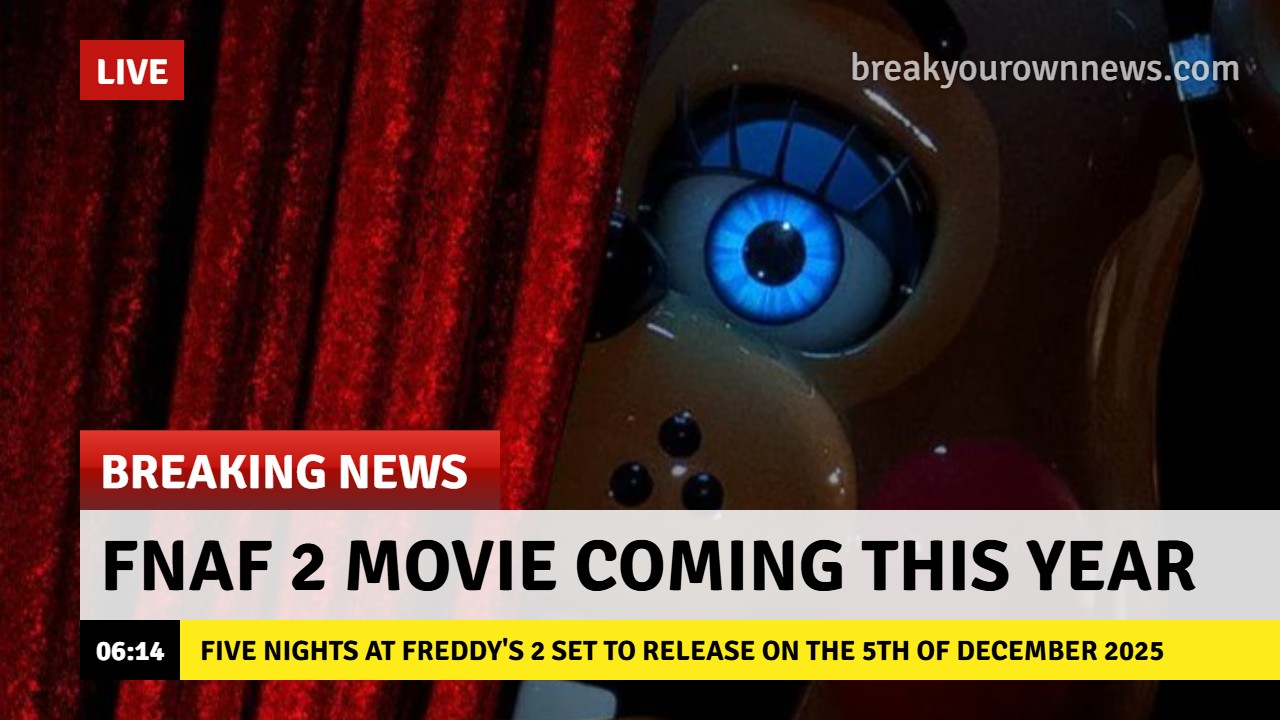 LIVE
breakyourownnews.com
BREAKING NEWS
FNAF 2 MOVIE COMING THIS YEAR
06:14
FIVE NIGHTS AT FREDDY'S 2 SET TO RELEASE ON THE 5TH OF DECEMBER 2025